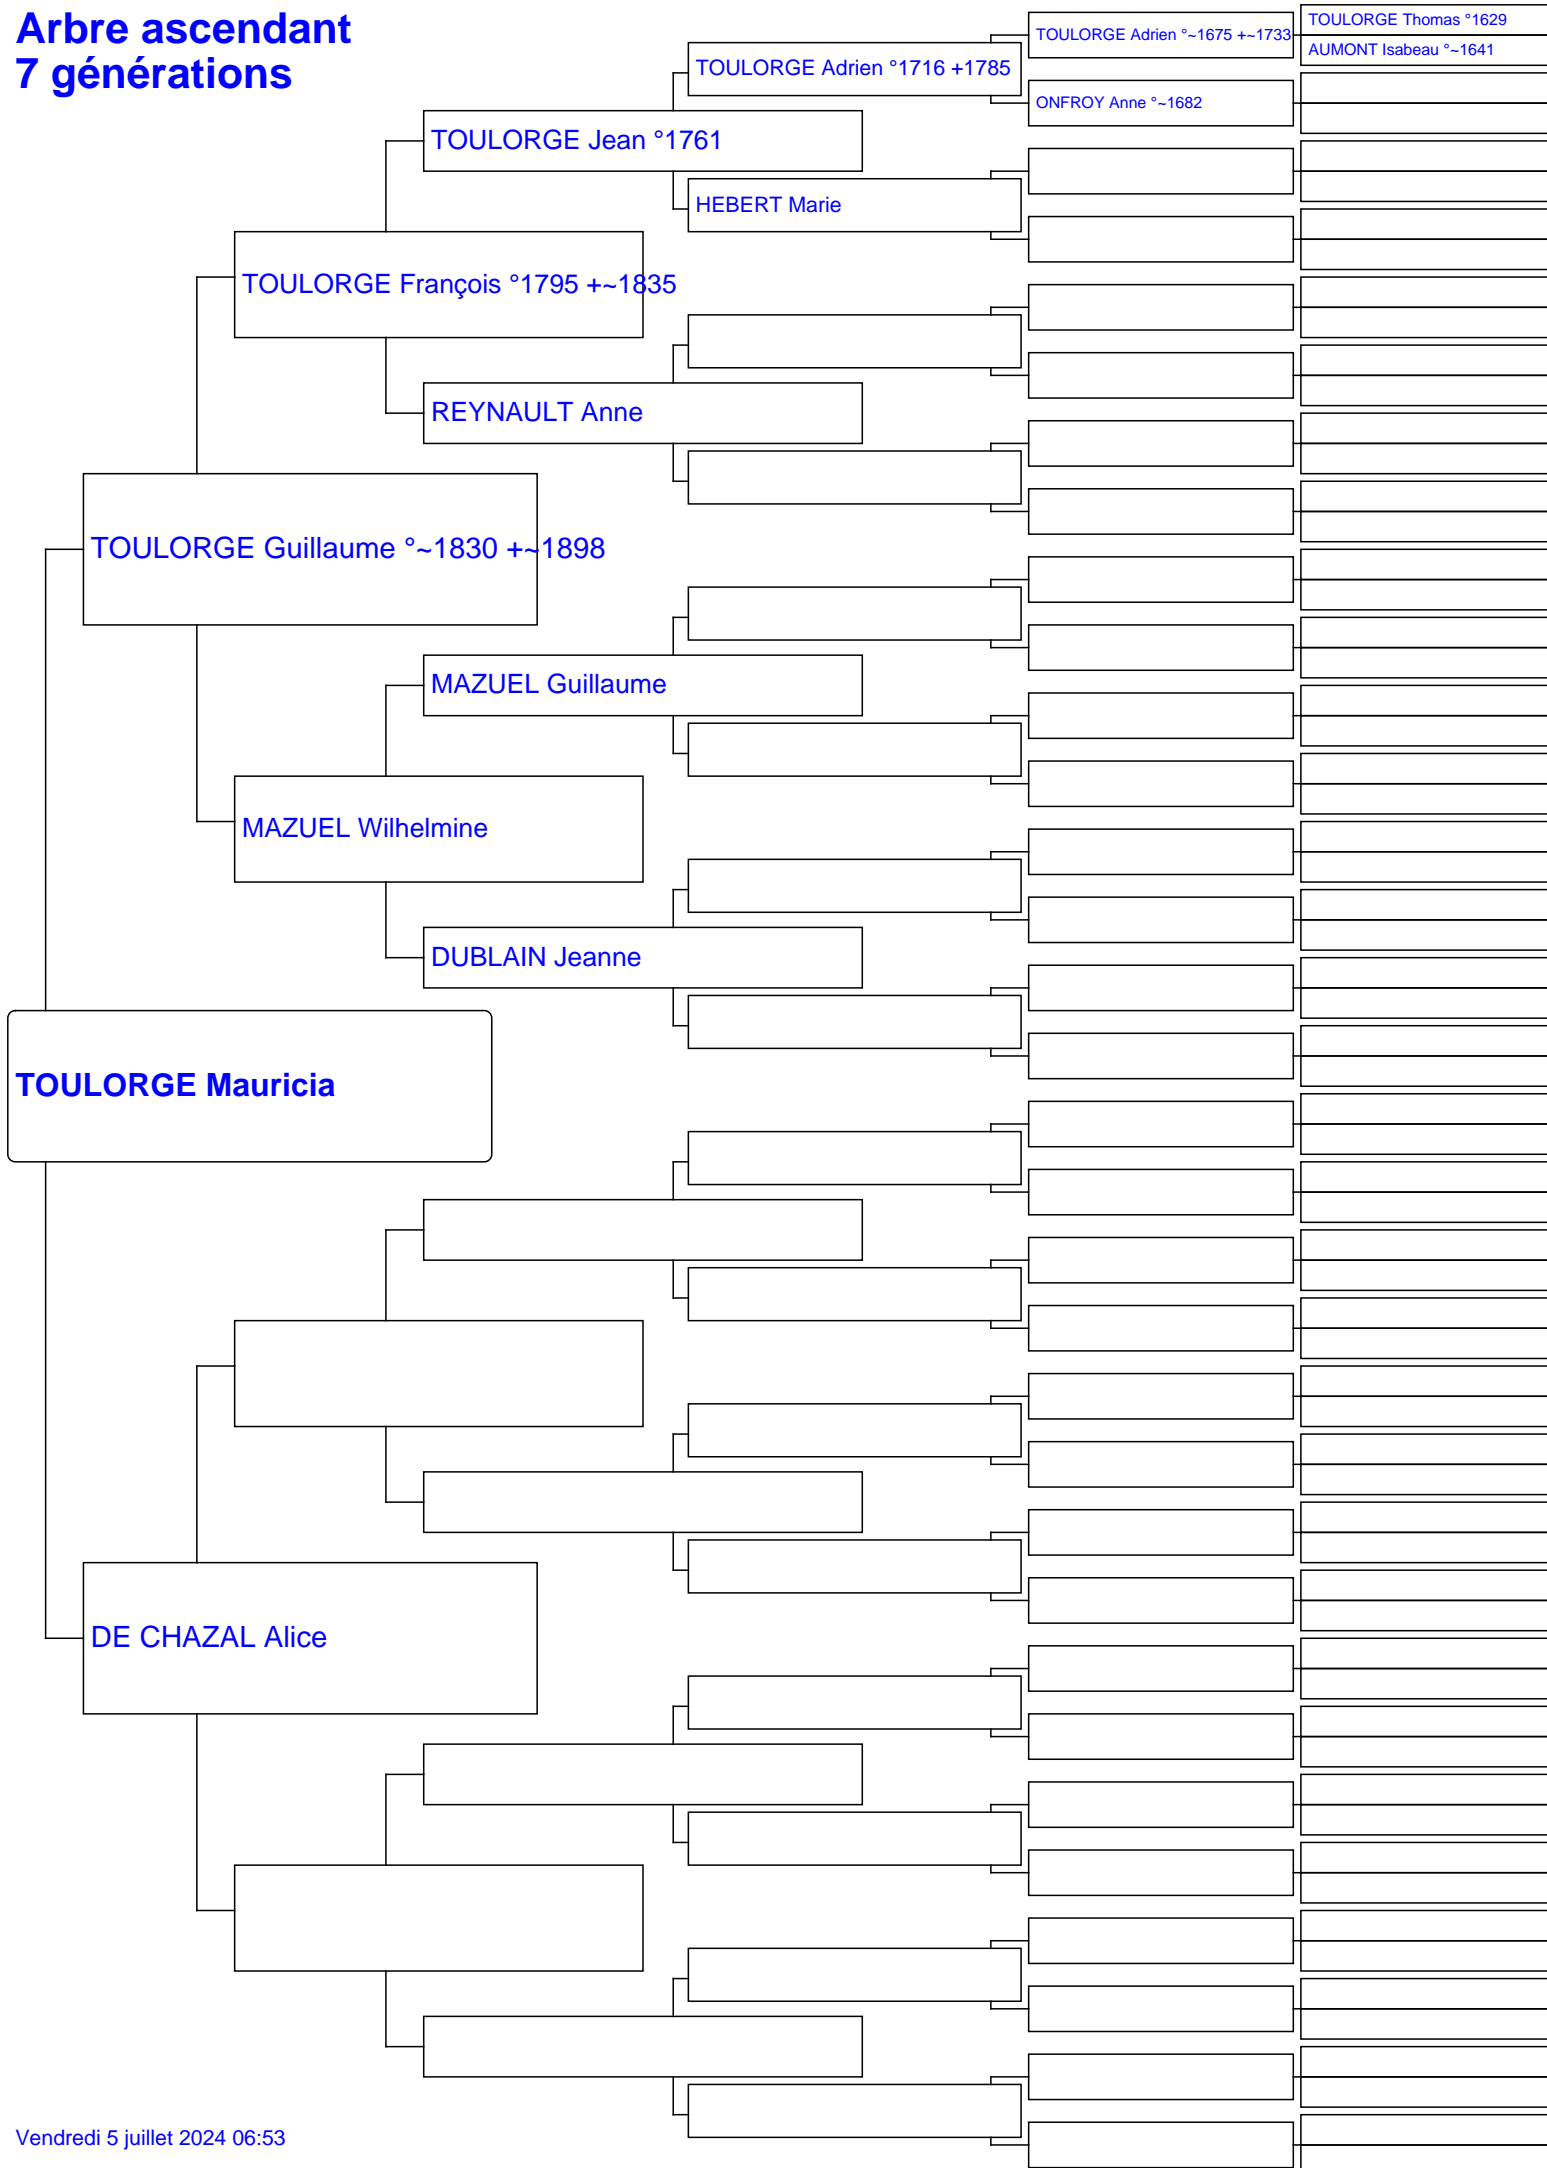 Arbre ascendant
7 générations
TOULORGE Thomas °1629
TOULORGE Adrien °~1675 +~1733
AUMONT Isabeau °~1641
TOULORGE Adrien °1716 +1785
ONFROY Anne °~1682
TOULORGE Jean °1761
HEBERT Marie
TOULORGE François °1795 +~1835
REYNAULT Anne
TOULORGE Guillaume °~1830 +~1898
MAZUEL Guillaume
MAZUEL Wilhelmine
DUBLAIN Jeanne
TOULORGE Mauricia
DE CHAZAL Alice
Vendredi 5 juillet 2024 06:53